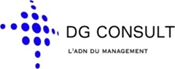 DG CONSULT
L'ADN DU MANAGEMENT